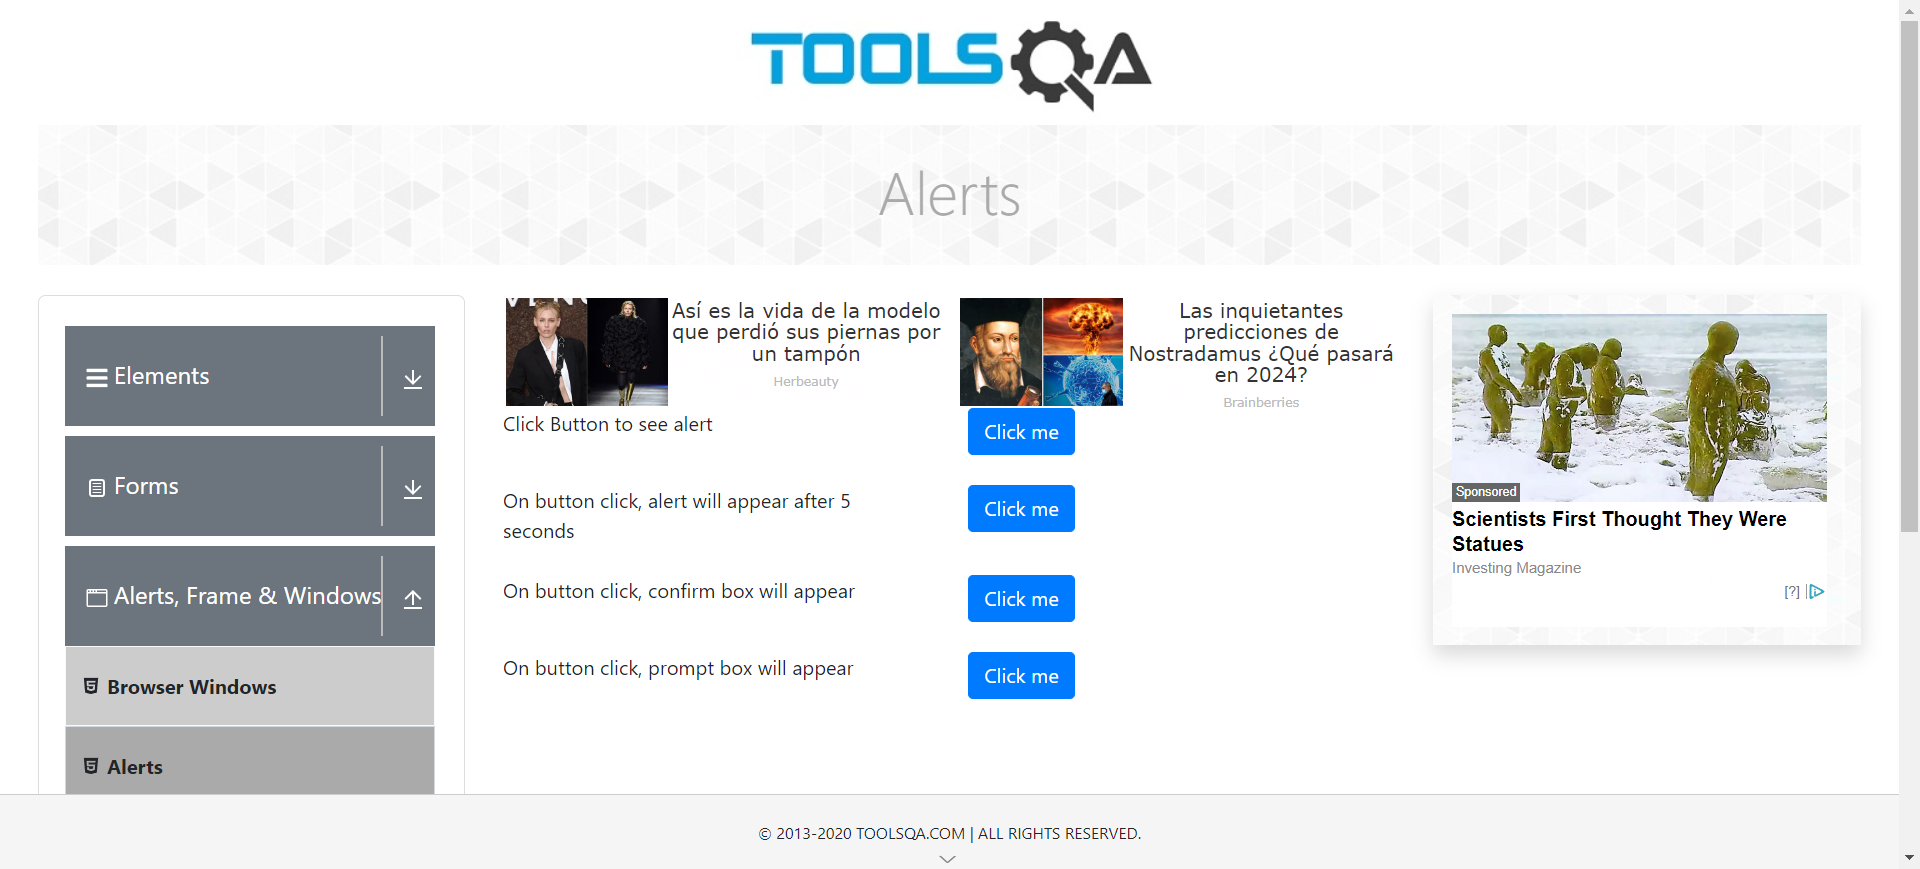 TOOLSQA
Alerts
Elements
Forms
Alerts, Frame & Windows
Browser Windows
Alerts
Así es la vida de la modelo
que perdió sus piernas por
un tampón
Herbeauty
Las inquietantes
predicciones de
Nostradamus ¿Qué pasará
en 2024?
Brainberries
Click Button to see alert
Click me
On button click, alert will appear after 5
seconds
Click me
On button click, confirm box will appear
Click me
On button click, prompt box will appear
Click me
Sponsored
Scientists First Thought They Were
Statues
Investing Magazine
[?]
© 2013-2020 TOOLSQA.COM | ALL RIGHTS RESERVED.